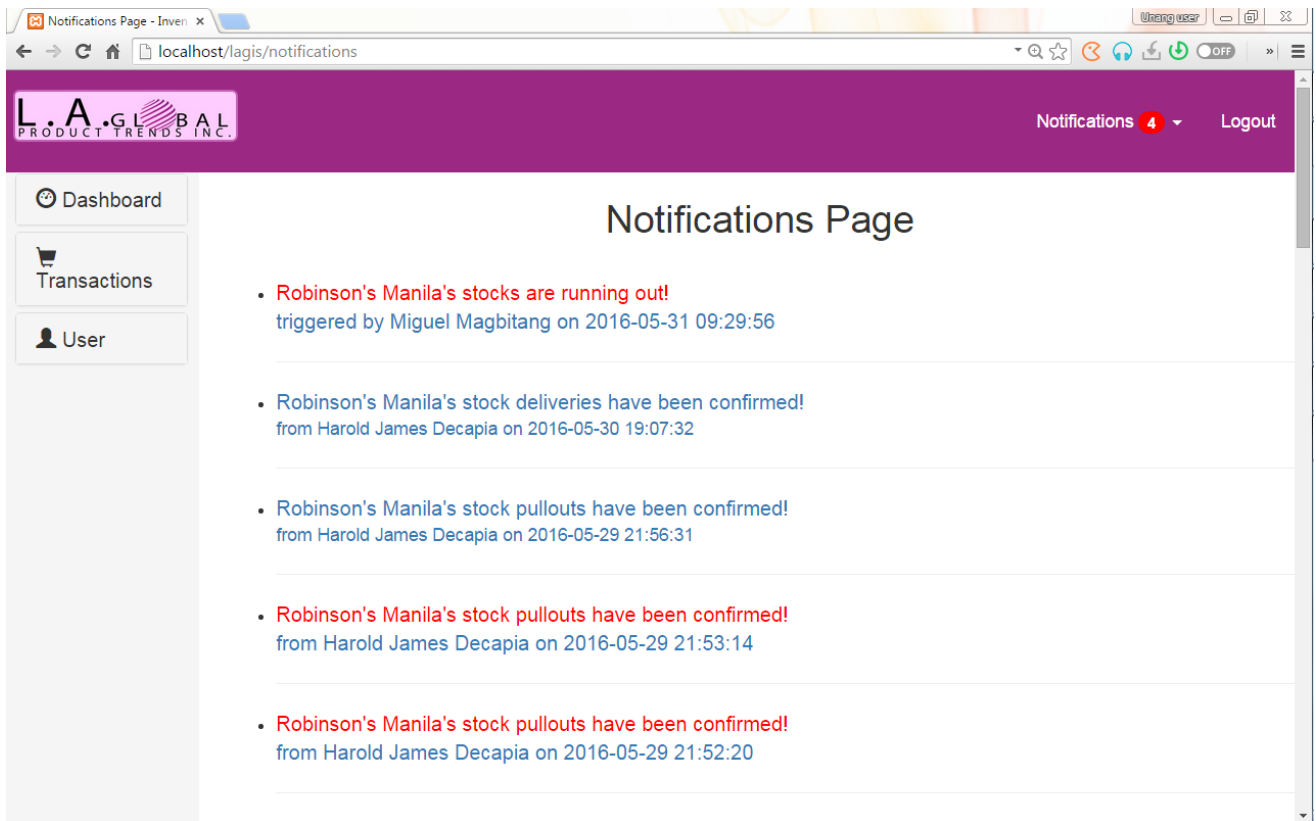 Notifications Page - Inven
Unang user
localhost/lagis/notifications
OFF
L.A.GLOBAL
PRODUCT TRENDS INC.
Notifications 4
Logout
Dashboard
Transactions
User
Notifications Page
Robinson's Manila's stocks are running out!
triggered by Miguel Magbitang on 2016-05-31 09:29:56
Robinson's Manila's stock deliveries have been confirmed!
from Harold James Decapia on 2016-05-30 19:07:32
Robinson's Manila's stock pullouts have been confirmed!
from Harold James Decapia on 2016-05-29 21:56:31
Robinson's Manila's stock pullouts have been confirmed!
from Harold James Decapia on 2016-05-29 21:53:14
Robinson's Manila's stock pullouts have been confirmed!
from Harold James Decapia on 2016-05-29 21:52:20